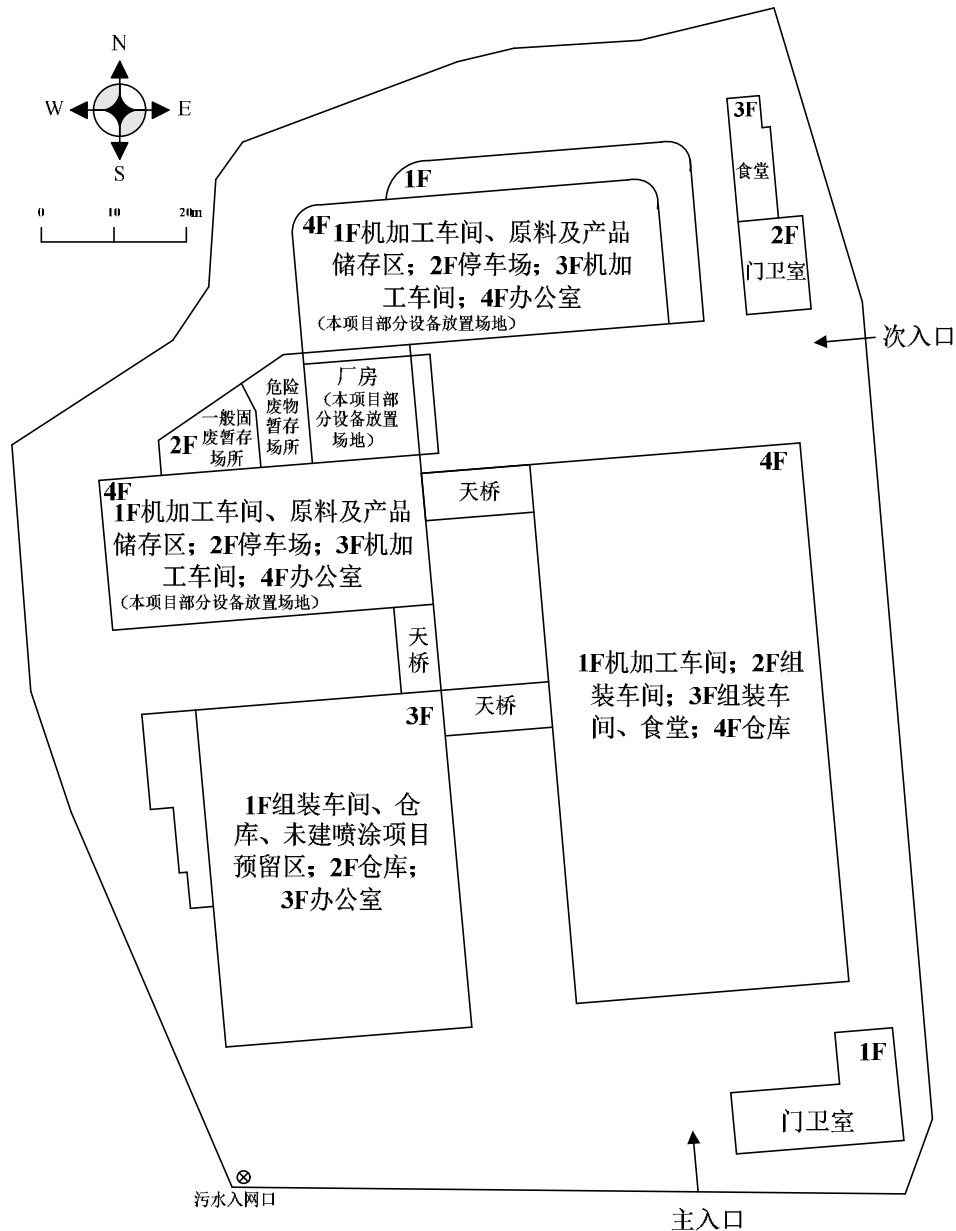 N
W
E
S
0
10
20m
3F
食堂
2F
门卫室
次入口
1F
4F
1F机加工车间、原料及产品
储存区；2F停车场；3F机加
工车间；4F办公室
（本项目部分设备放置场地）
厂房
（本项目部
分设备放置
场地）
危险
废物
暂存
场所
一般固
废暂存
场所
2F
4F
1F机加工车间、原料及产品
储存区；2F停车场；3F机加
工车间；4F办公室
（本项目部分设备放置场地）
天桥
4F
1F机加工车间；2F组
装车间；3F组装车
间、食堂；4F仓库
天
桥
天桥
3F
1F组装车间、仓
库、未建喷涂项目
预留区；2F仓库；
3F办公室
1F
门卫室
污水入网口
主入口